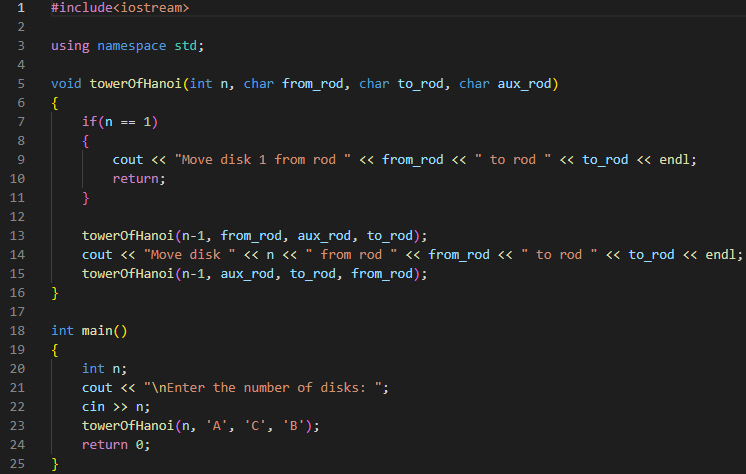 1 #include<iostream>
2
3 using namespace std;
4
5 void towerOfHanoi(int n, char from_rod, char to_rod, char aux_rod)
6 {
7     if(n == 1)
8     {
9         cout << "Move disk 1 from rod " << from_rod << " to rod " << to_rod << endl;
10         return;
11     }
12
13     towerOfHanoi(n-1, from_rod, aux_rod, to_rod);
14     cout << "Move disk " << n << " from rod " << from_rod << " to rod " << to_rod << endl;
15     towerOfHanoi(n-1, aux_rod, to_rod, from_rod);
16 }
17
18 int main()
19 {
20     int n;
21     cout << "\nEnter the number of disks: ";
22     cin >> n;
23     towerOfHanoi(n, 'A', 'C', 'B');
24     return 0;
25 }